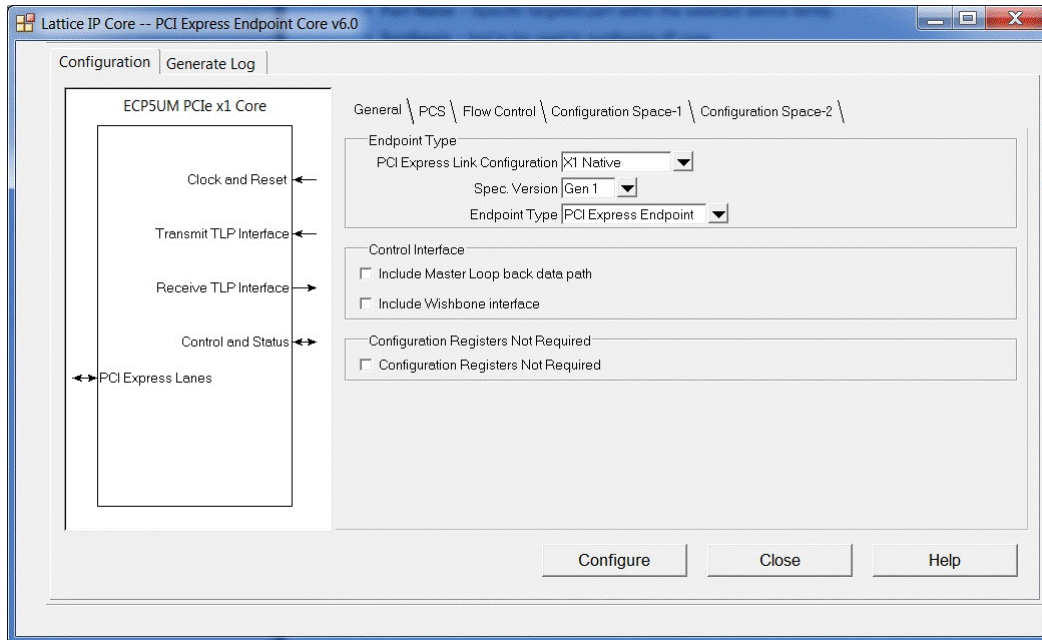 Lattice IP Core -- PCI Express Endpoint Core v6.0
Configuration Generate Log
ECP5UM PCIe x1 Core
Clock and Reset
Transmit TLP Interface
Receive TLP Interface
Control and Status
PCI Express Lanes
General PCS Flow Control Configuration Space-1 Configuration Space-2
Endpoint Type
PCI Express Link Configuration X1 Native
Spec. Version Gen 1
Endpoint Type PCI Express Endpoint
Control Interface
Include Master Loop back data path
Include Wishbone interface
Configuration Registers Not Required
Configuration Registers Not Required
Configure Close Help